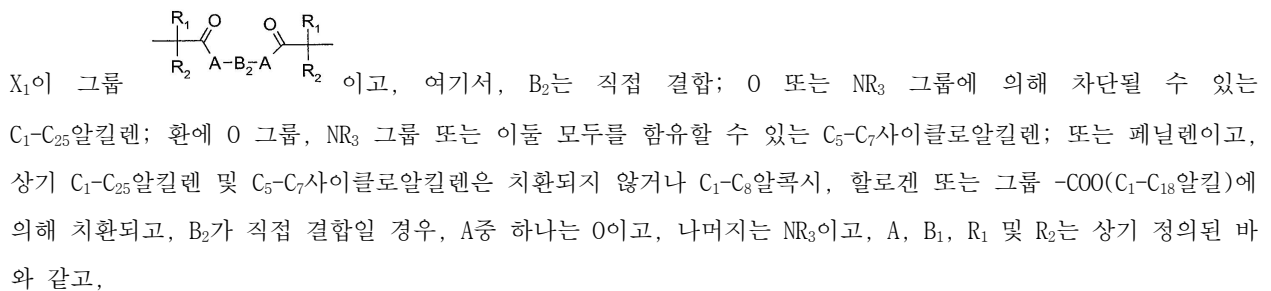 R₁ O O R₁
R₂ A-B₂-A R₂
X₁이 그룹 이고, 여기서, B₂는 직접 결합; O 또는 NR₃ 그룹에 의해 차단될 수 있는
C₁-C₂₅알킬렌; 환에 O 그룹, NR₃ 그룹 또는 이둘 모두를 함유할 수 있는 C₅-C₇사이클로알킬렌; 또는 페닐렌이고,
상기 C₁-C₂₅알킬렌 및 C₅-C₇사이클로알킬렌은 치환되지 않거나 C₁-C₈알콕시, 할로겐 또는 그룹 -COO(C₁-C₁₈알킬)에
의해 치환되고, B₂가 직접 결합일 경우, A중 하나는 O이고, 나머지는 NR₃이고, A, B₁, R₁ 및 R₂는 상기 정의된 바
와 같고,